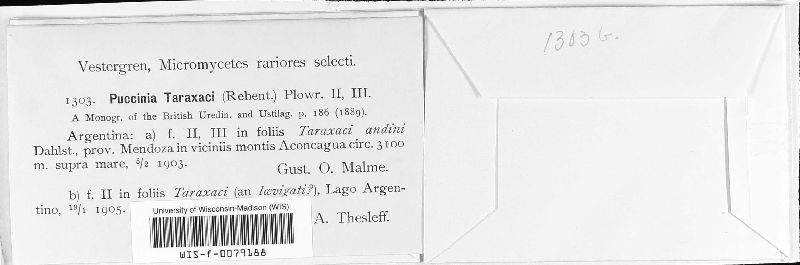 Vestergren, Micromycetes rariores selecti.
1303. Puccinia Taraxaci (Rebent.) Plowr. II, III.
A Monogr. of the British Uredin. and Ustilag. p. 186 (1889).
Argentina: a) f. II, III in foliis Taraxaci andini
Dahlst., prov. Mendoza in viciniis montis Aconcagua circ. 3100
m. supra mare, 6/2 1903.
Gust. O. Malme.
b) f. II in foliis Taraxaci (an lævigati?), Lago Argen-
tino, 19/1 1905.
A. Thesleff.
University of Wisconsin-Madison (WIS)
WIS-f-0079188
1303 b.